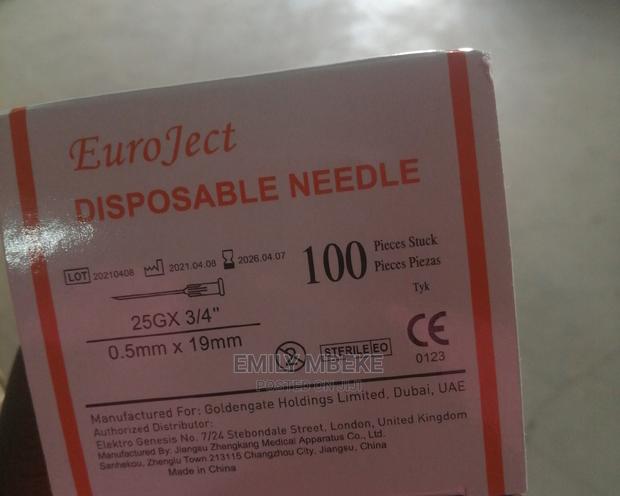 EuroJect
DISPOSABLE NEEDLE
LOT 20210408 2021.04.08 2026.04.07
100 Pieces Stuck
Pieces Piezas
Tyk
25GX 3/4"
0.5mm x 19mm
STERILE EO
CE
0123
EMILY MBEKE
POSTED ON JIJI
Manufactured For: Goldengate Holdings Limited, Dubai, UAE
Authorized Distributor:
Elektro Genesis No. 7/24 Stebondale Street, London, United Kingdom
Manufactured By: Jiangsu Zhengkang Medical Apparatus Co., Ltd.
Sanhekou, Zhenglu Town 213115 Changzhou City, Jiangsu, China
Made in China